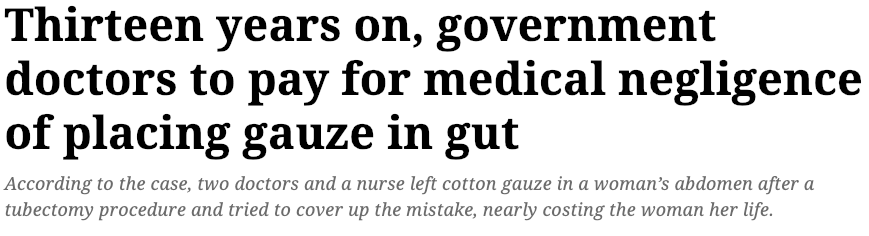 Thirteen years on, government
doctors to pay for medical negligence
of placing gauze in gut
According to the case, two doctors and a nurse left cotton gauze in a woman’s abdomen after a
tubectomy procedure and tried to cover up the mistake, nearly costing the woman her life.